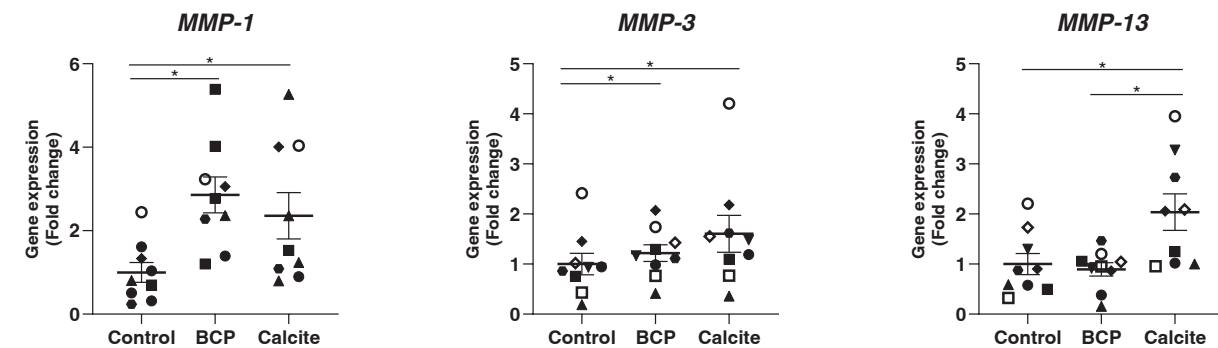 MMP-1
Gene expression
(Fold change)
6
4
2
0
*
*
Control BCP Calcite
MMP-3
Gene expression
(Fold change)
5
4
3
2
1
0
*
*
Control BCP Calcite
MMP-13
Gene expression
(Fold change)
5
4
3
2
1
0
*
*
Control BCP Calcite